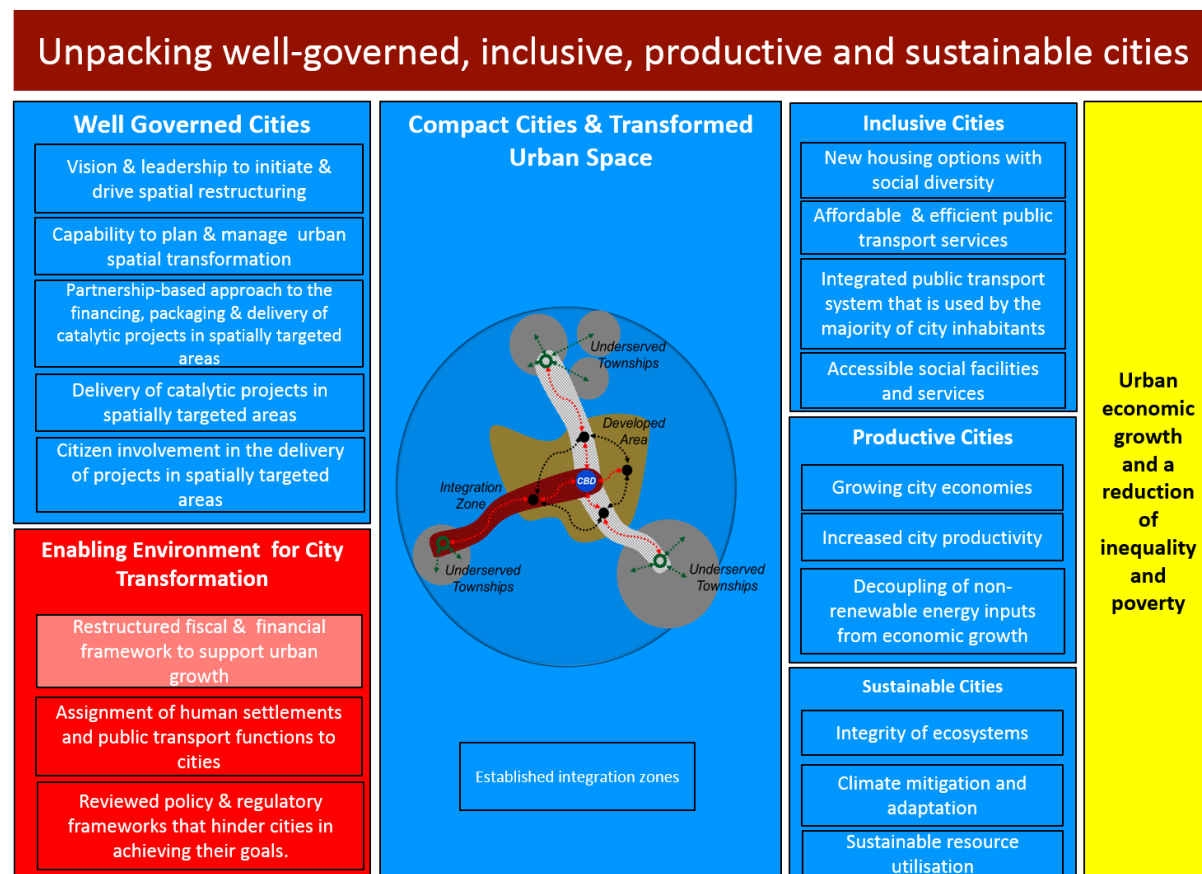 Unpacking well-governed, inclusive, productive and sustainable cities
Well Governed Cities
Vision & leadership to initiate &
drive spatial restructuring
Capability to plan & manage urban
spatial transformation
Partnership-based approach to the
financing, packaging & delivery of
catalytic projects in spatially targeted
areas
Delivery of catalytic projects in
spatially targeted areas
Citizen involvement in the delivery
of projects in spatially targeted
areas
Enabling Environment for City
Transformation
Restructured fiscal & financial
framework to support urban
growth
Assignment of human settlements
and public transport functions to
cities
Reviewed policy & regulatory
frameworks that hinder cities in
achieving their goals.
Compact Cities & Transformed
Urban Space
Underserved
Townships
Developed
Area
CBD
Integration
Zone
Underserved
Townships
Underserved
Townships
Established integration zones
Inclusive Cities
New housing options with
social diversity
Affordable & efficient public
transport services
Integrated public transport
system that is used by the
majority of city inhabitants
Accessible social facilities
and services
Productive Cities
Growing city economies
Increased city productivity
Decoupling of non-
renewable energy inputs
from economic growth
Sustainable Cities
Integrity of ecosystems
Climate mitigation and
adaptation
Sustainable resource
utilisation
Urban
economic
growth
and a
reduction
of
inequality
and
poverty